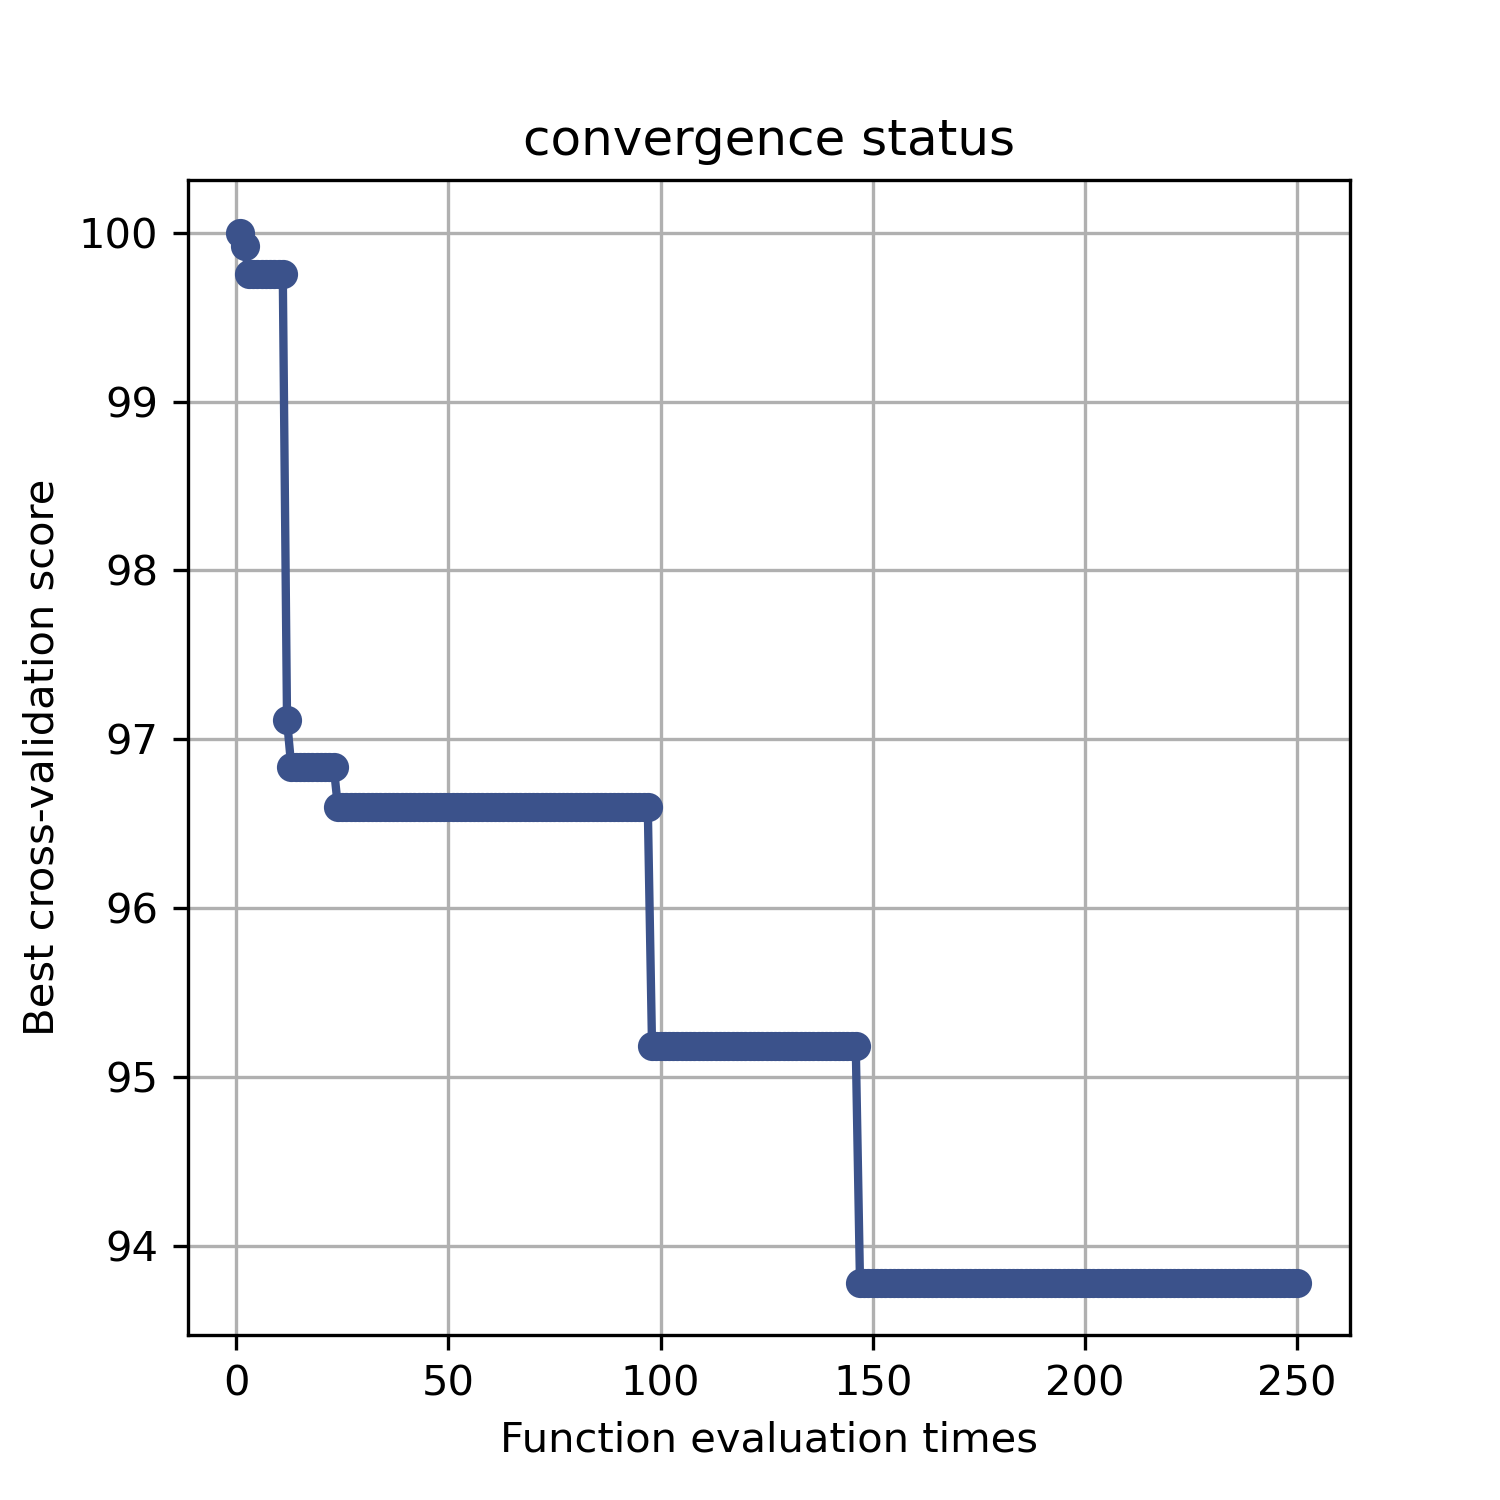 convergence status
100
99
98
97
96
95
94
Best cross-validation score
0 50 100 150 200 250
Function evaluation times